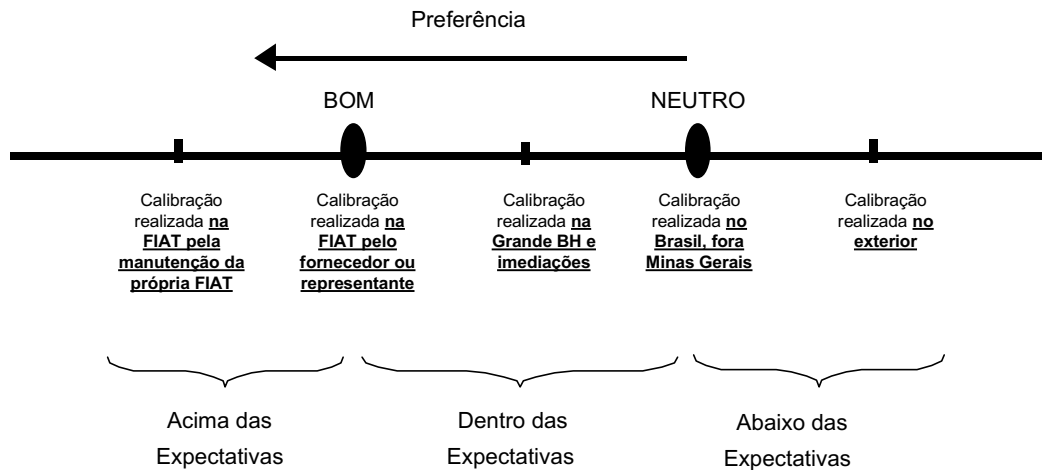 Preferência
BOM
NEUTRO
Calibração
realizada na
FIAT pela
manutenção da
própria FIAT
Calibração
realizada na
FIAT pelo
fornecedor ou
representante
Calibração
realizada na
Grande BH e
imediações
Calibração
realizada no
Brasil, fora
Minas Gerais
Calibração
realizada no
exterior
Acima das
Expectativas
Dentro das
Expectativas
Abaixo das
Expectativas